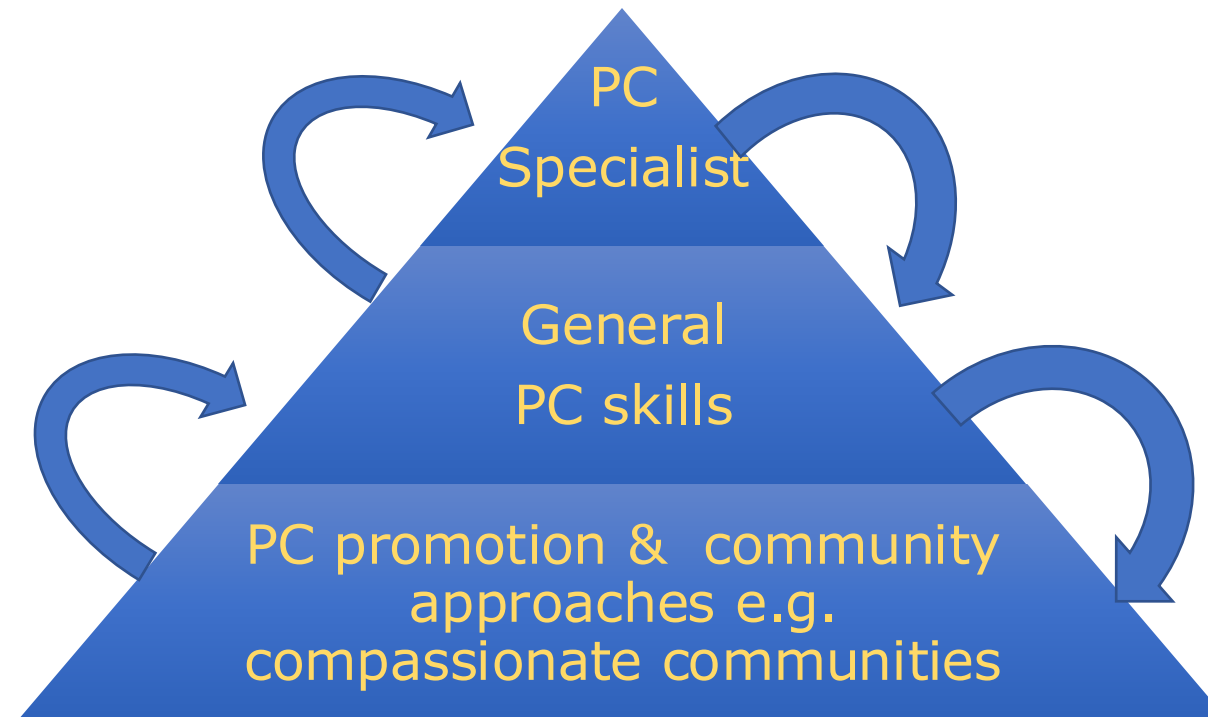 PC
Specialist
General
PC skills
PC promotion & community
approaches e.g.
compassionate communities